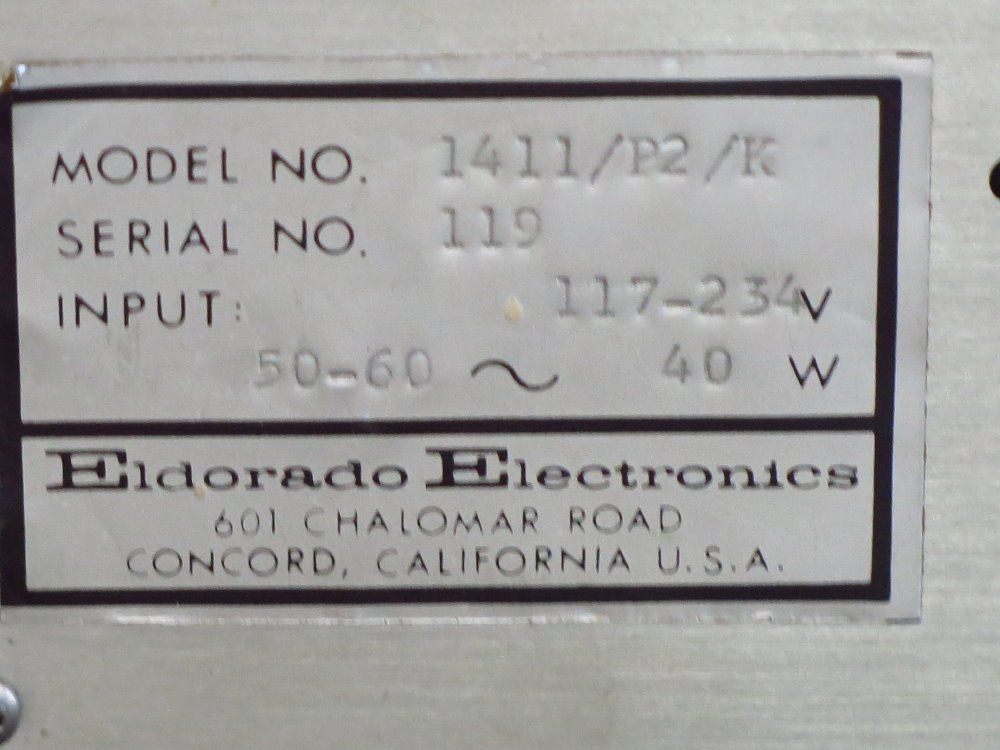 MODEL NO. 1411/P2/K
SERIAL NO. 119
INPUT: 117-234V
50-60 ~ 40 W
Eldorado Electronics
601 CHALOMAR ROAD
CONCORD, CALIFORNIA U.S.A.